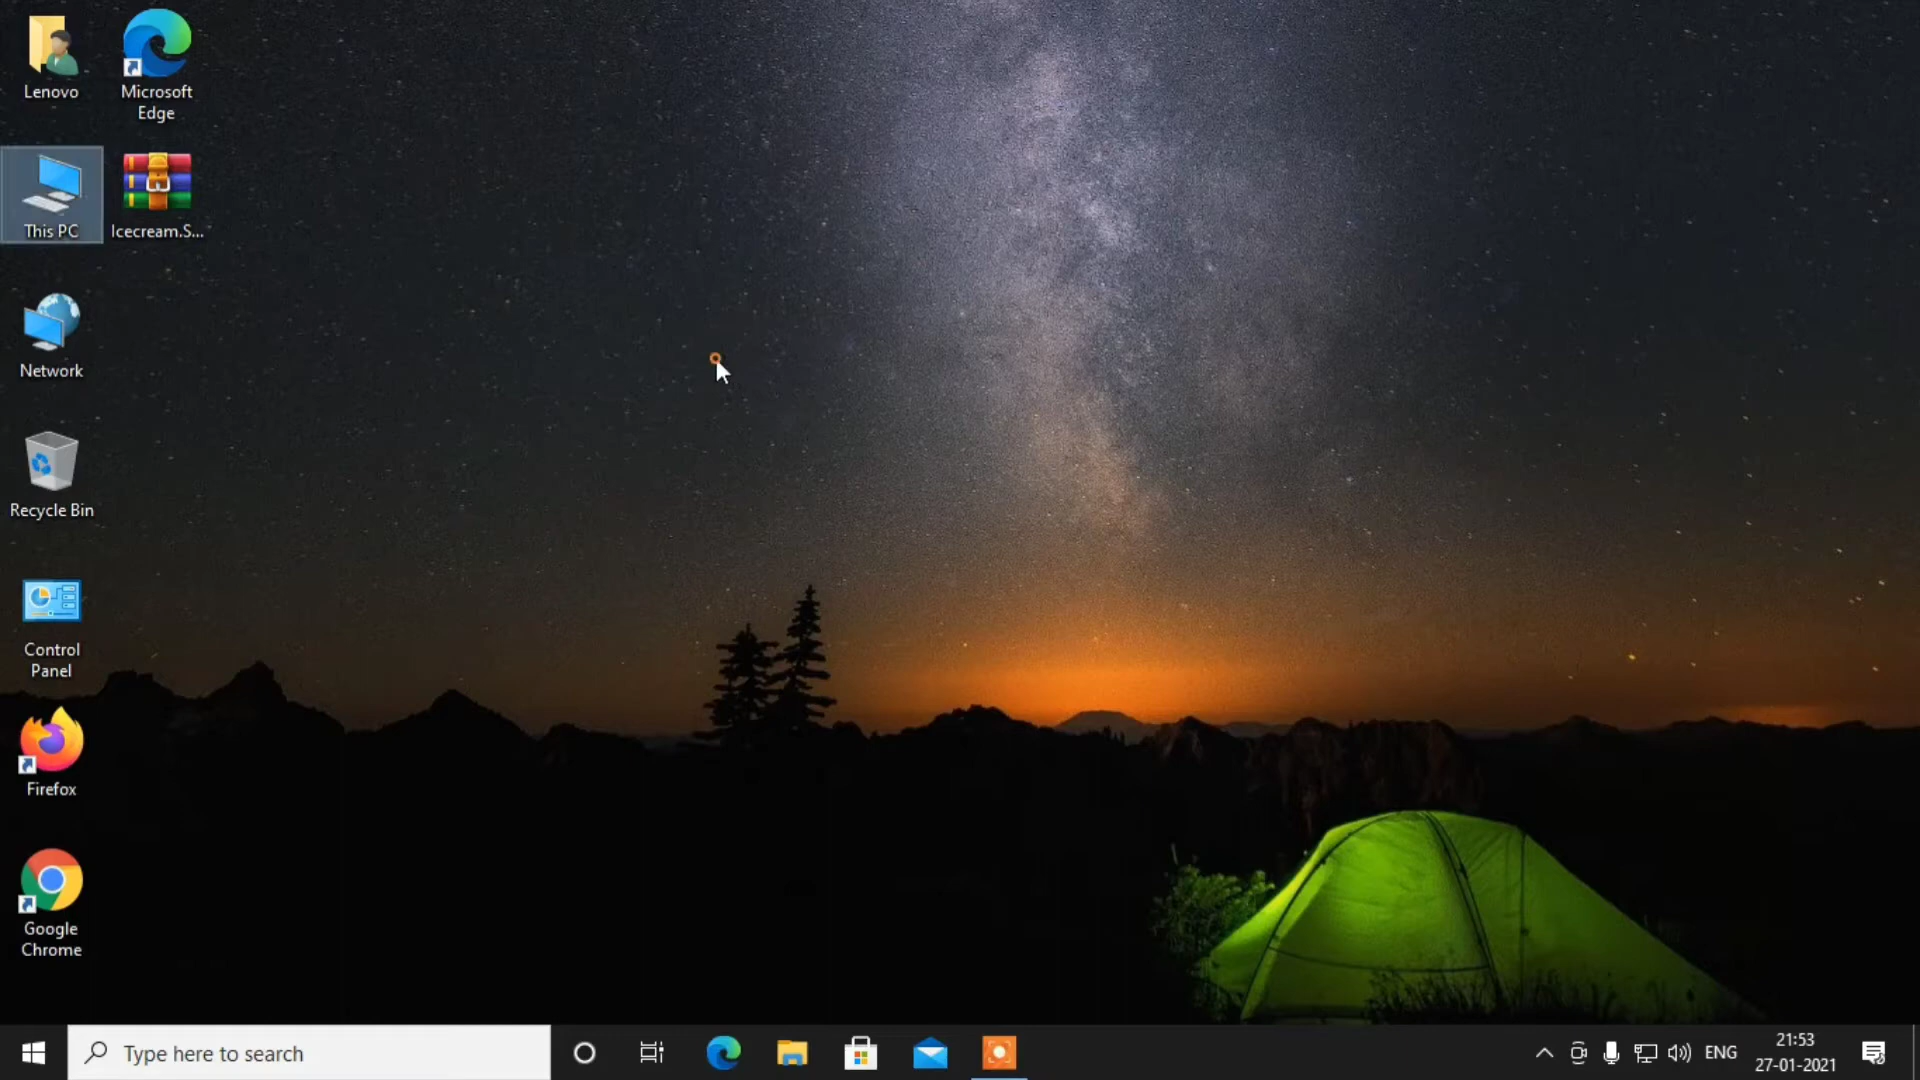 Lenovo
Microsoft
Edge
This PC
Icecream.S...
Network
Recycle Bin
Control
Panel
Firefox
Google
Chrome
Type here to search
ENG
21:53
27-01-2021